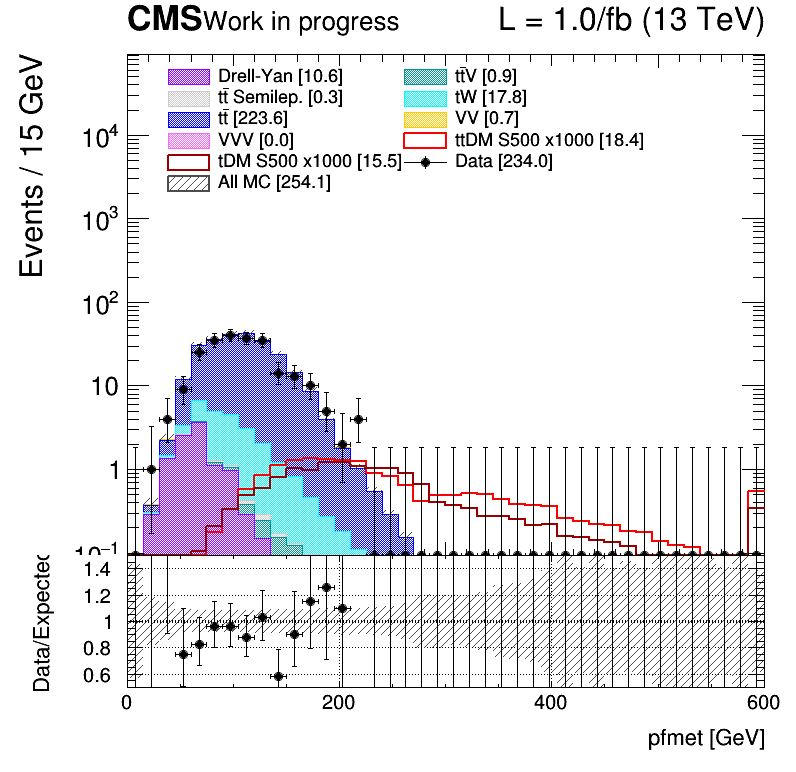 CMS Work in progress L = 1.0/fb (13 TeV)
Drell-Yan [10.6] tt̄V [0.9]
tt̄ Semilep. [0.3] tW [17.8]
tt̄ [223.6] VV [0.7]
VVV [0.0] ttDM S500 x1000 [18.4]
tDM S500 x1000 [15.5] Data [234.0]
All MC [254.1]
Events / 15 GeV
10⁴
10³
10²
10
1
10⁻¹
Data/Expected
1.4
1.2
1
0.8
0.6
0 200 400 600
pfmet [GeV]